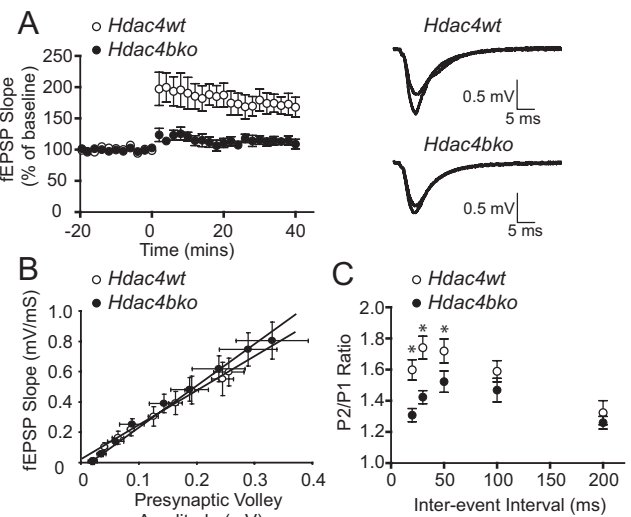 A
Hdac4wt
Hdac4bko
fEPSP Slope
(% of baseline)
250
200
150
100
50
0
-20 0 20 40
Time (mins)
Hdac4wt
0.5 mV
5 ms
Hdac4bko
0.5 mV
5 ms
B
Hdac4wt
Hdac4bko
fEPSP Slope (mV/mS)
1.0
0.8
0.6
0.4
0.2
0
0 0.1 0.2 0.3 0.4
Presynaptic Volley
C
Hdac4wt
Hdac4bko
P2/P1 Ratio
2.0
1.8
1.6
1.4
1.2
1.0
* * *
0 50 100 150 200
Inter-event Interval (ms)